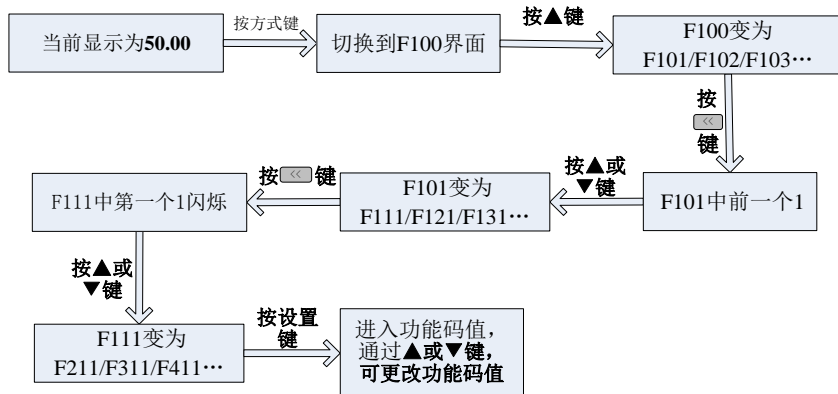 当前显示为50.00
按方式键
切换到F100界面
按▲键
F100变为
F101/F102/F103…
按
<<
键
F101中前一个1
按▲或
▼键
F101变为
F111/F121/F131…
按 << 键
F111中第一个1闪烁
按▲或
▼键
F111变为
F211/F311/F411…
按设置
键
进入功能码值，
通过▲或▼键，
可更改功能码值